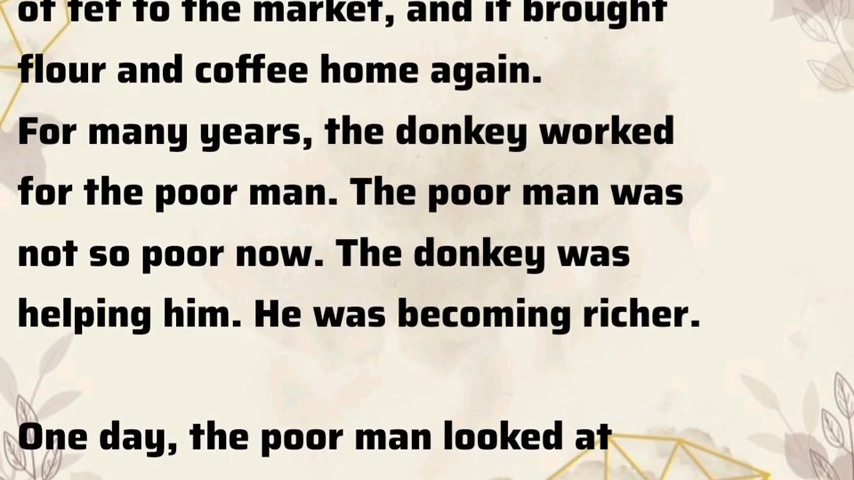 of tef to the market, and it brought
flour and coffee home again.
For many years, the donkey worked
for the poor man. The poor man was
not so poor now. The donkey was
helping him. He was becoming richer.
One day, the poor man looked at